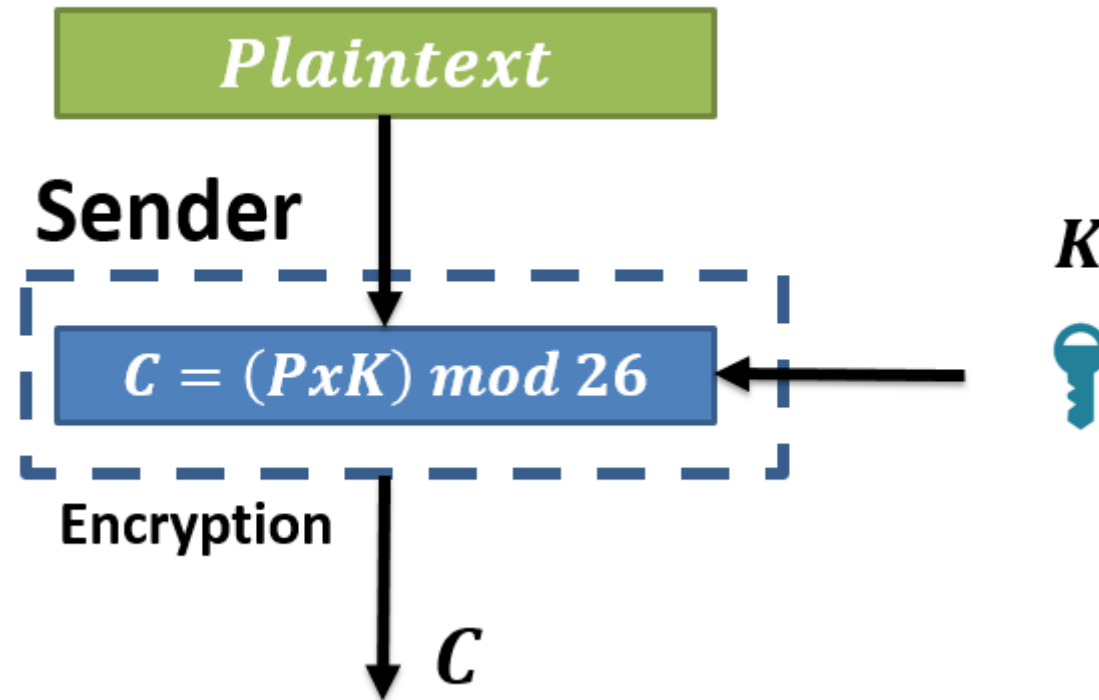 Plaintext
Sender
K
C = (PxK) mod 26
Encryption
C